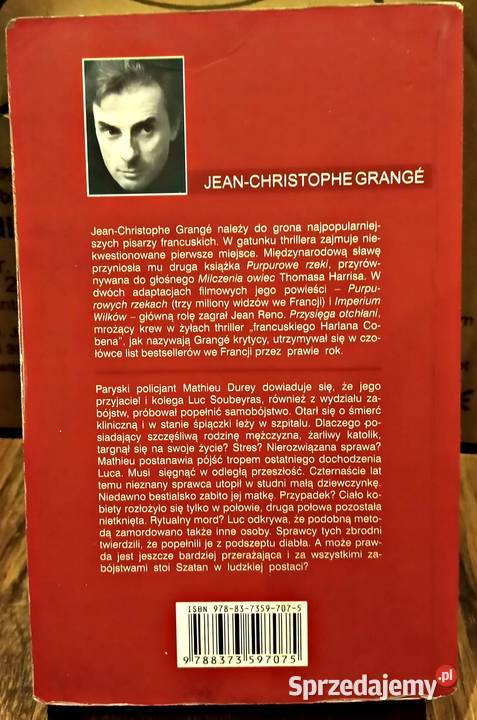 JEAN-CHRISTOPHE GRANGÉ
Jean-Christophe Grangé należy do grona najpopularniej-
szych pisarzy francuskich. W gatunku thrillera zajmuje nie-
kwestionowane pierwsze miejsce. Międzynarodową sławę
przyniosła mu druga książka Purpurowe rzeki, przyrów-
nywana do głośnego Milczenia owiec Thomasa Harrisa. W
dwóch adaptacjach filmowych jego powieści – Purpu-
rowych rzekach (trzy miliony widzów we Francji) i Imperium
Wilków – główną rolę zagrał Jean Reno. Przysięga otchłani,
mrożący krew w żyłach thriller „francuskiego Harlana Co-
bena”, jak nazywają Grangé krytycy, utrzymywał się w czo-
łówce list bestsellerów we Francji przez prawie rok.
Paryski policjant Mathieu Durey dowiaduje się, że jego
przyjaciel i kolega Luc Soubeyras, również z wydziału za-
bójstw, próbował popełnić samobójstwo. Otarł się o śmierć
kliniczną i w stanie śpiączki leży w szpitalu. Dlaczego po-
siadający szczęśliwą rodzinę mężczyzna, żarliwy katolik,
targnął się na swoje życie? Stres? Nierozwiązana sprawa?
Mathieu postanawia pójść tropem ostatniego dochodzenia
Luca. Musi sięgnąć w odległą przeszłość. Czternaście lat
temu nieznany sprawca utopił w studni małą dziewczynkę.
Niedawno bestialsko zabito jej matkę. Przypadek? Ciało ko-
biety rozłożyło się tylko w połowie, druga połowa pozostała
nietknięta. Rytualny mord? Luc odkrywa, że podobną meto-
dą zamordowano także inne osoby. Sprawcy tych zbrodni
twierdzili, że popełnili je z podszeptu diabła. A może praw-
da jest jeszcze bardziej przerażająca i za wszystkimi za-
bójstwami stoi Szatan w ludzkiej postaci?
ISBN 978-83-7359-707-5
9 788373 597075
Sprzedajemy.pl